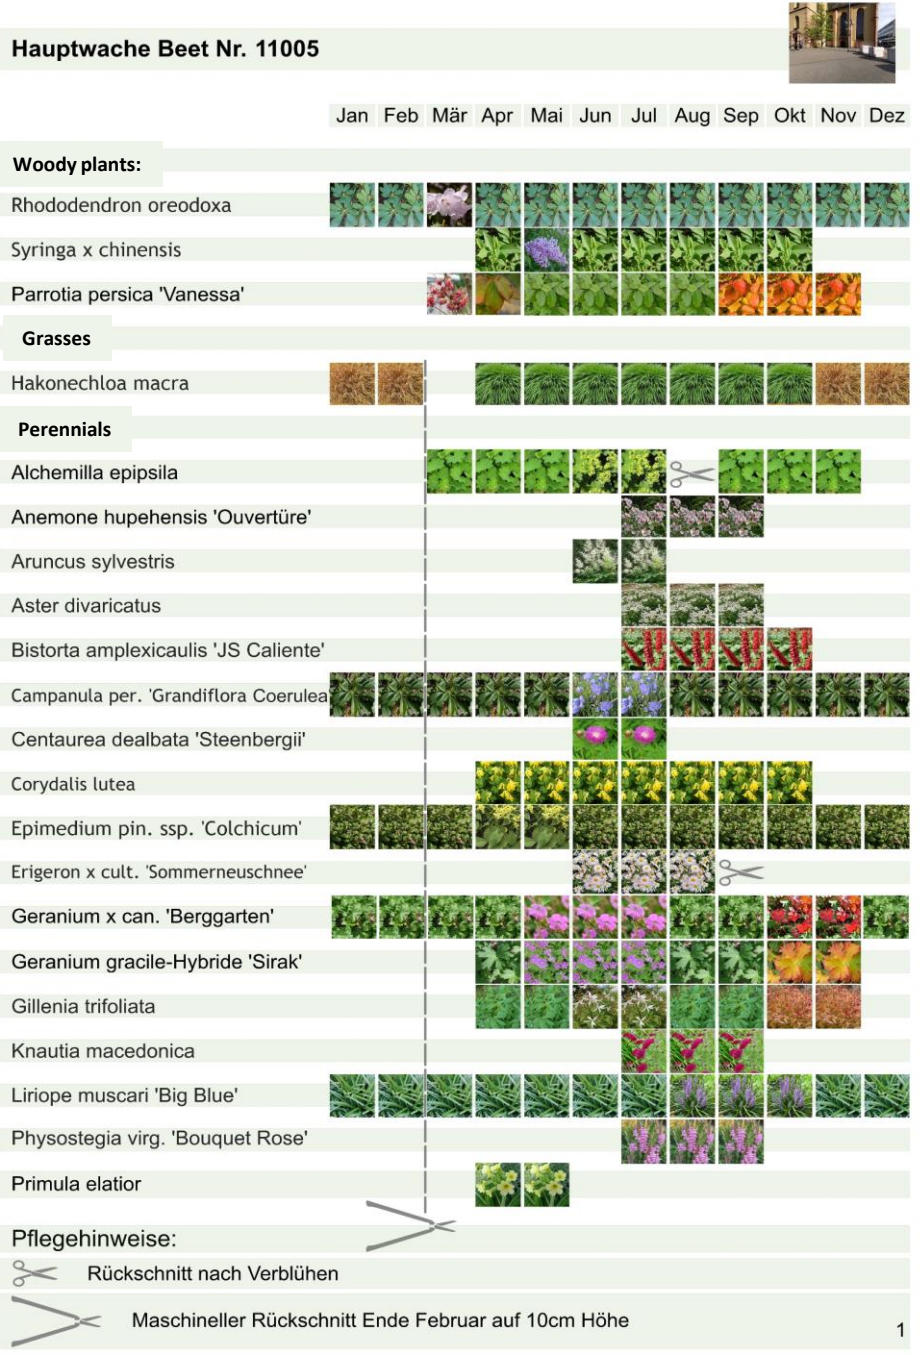 Hauptwache Beet Nr. 11005
Jan Feb Mär Apr Mai Jun Jul Aug Sep Okt Nov Dez
Woody plants:
Rhododendron oreodoxa
Syringa x chinensis
Parrotia persica 'Vanessa'
Grasses
Hakonechloa macra
Perennials
Alchemilla epipsila
Anemone hupehensis 'Ouvertüre'
Aruncus sylvestris
Aster divaricatus
Bistorta amplexicaulis 'JS Caliente'
Campanula per. 'Grandiflora Coerulea
Centaurea dealbata 'Steenbergii'
Corydalis lutea
Epimedium pin. ssp. 'Colchicum'
Erigeron x cult. 'Sommerneuschnee'
Geranium x can. 'Berggarten'
Geranium gracile-Hybride 'Sirak'
Gillenia trifoliata
Knautia macedonica
Liriope muscari 'Big Blue'
Physostegia virg. 'Bouquet Rose'
Primula elatior
Pflegehinweise:
Rückschnitt nach Verblühen
Maschineller Rückschnitt Ende Februar auf 10cm Höhe
1